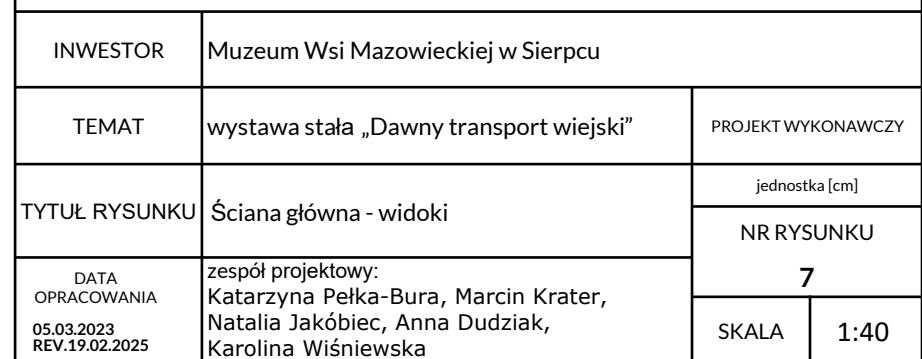 INWESTOR
Muzeum Wsi Mazowieckiej w Sierpcu
TEMAT
wystawa stała „Dawny transport wiejski”
PROJEKT WYKONAWCZY
TYTUŁ RYSUNKU
Ściana główna - widoki
jednostka [cm]
NR RYSUNKU
7
DATA
OPRACOWANIA
05.03.2023
REV.19.02.2025
zespół projektowy:
Katarzyna Pełka-Bura, Marcin Krater,
Natalia Jakóbiec, Anna Dudziak,
Karolina Wiśniewska
SKALA
1:40